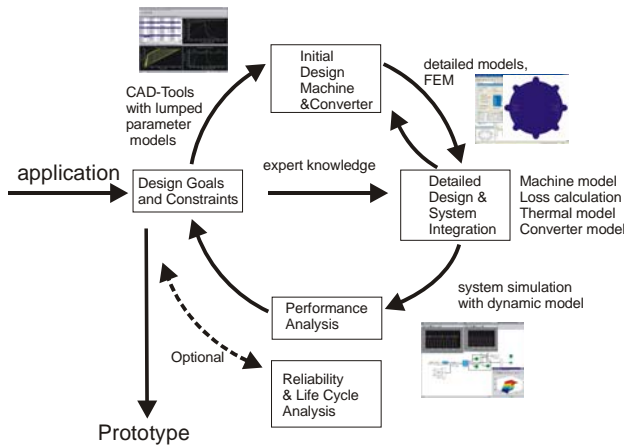 Initial
Design
Machine
&Converter
detailed models,
FEM
CAD-Tools
with lumped
parameter
models
application
expert knowledge
Design Goals
and Constraints
Detailed
Design &
System
Integration
Machine model
Loss calculation
Thermal model
Converter model
system simulation
with dynamic model
Performance
Analysis
Optional
Reliability
& Life Cycle
Analysis
Prototype